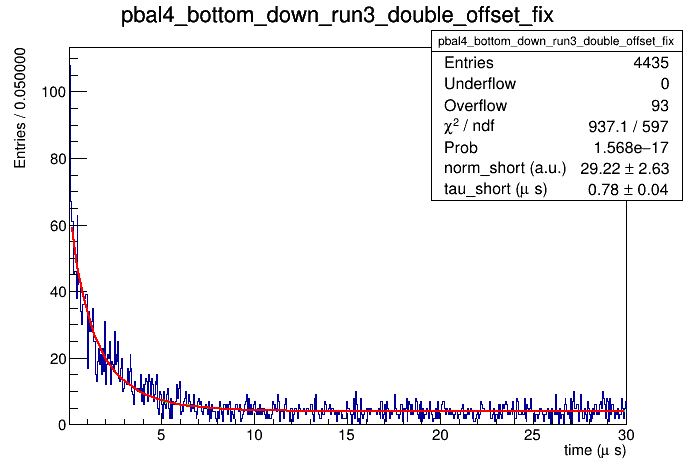 pbal4_bottom_down_run3_double_offset_fix
pbal4_bottom_down_run3_double_offset_fix
Entries 4435
Underflow 0
Overflow 93
χ² / ndf 937.1 / 597
Prob 1.568e−17
norm_short (a.u.) 29.22 ± 2.63
tau_short (μ s) 0.78 ± 0.04
Entries / 0.050000
100
80
60
40
20
0
5 10 15 20 25 30
time (μ s)